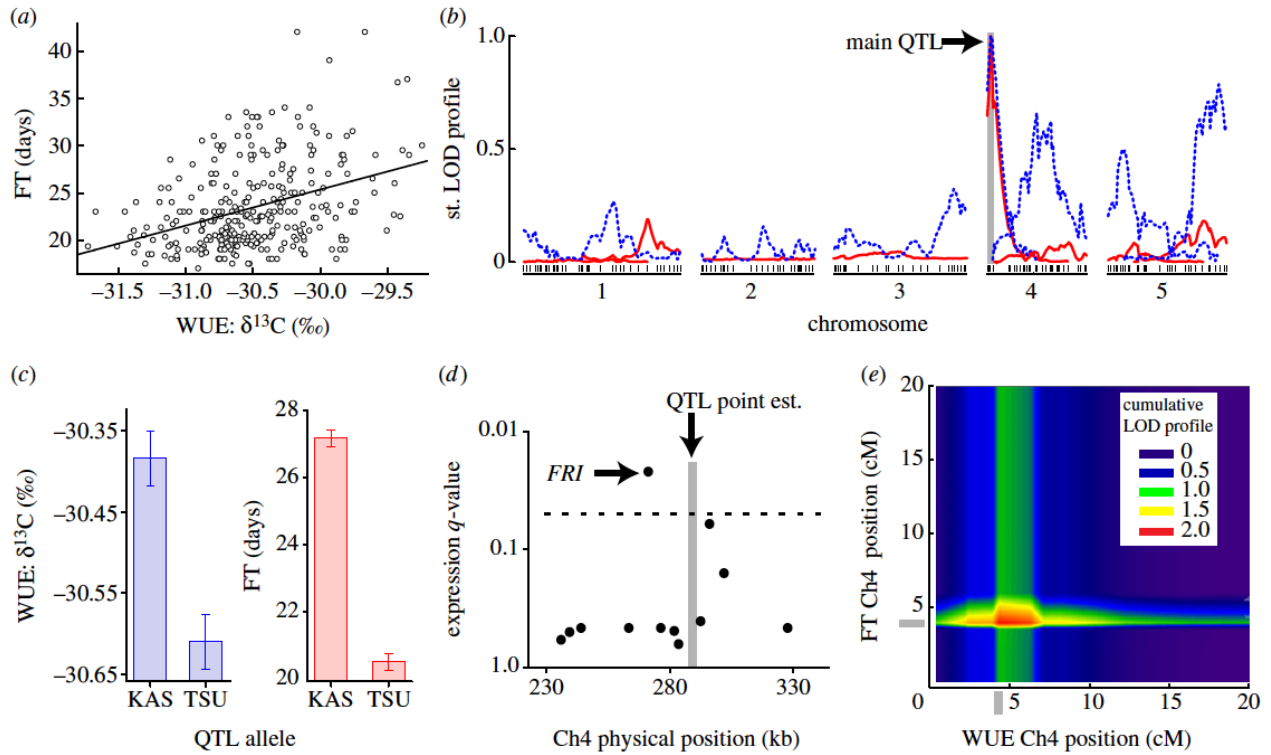 (a)
40
35
30
25
20
FT (days)
−31.5 −31.0 −30.5 −30.0 −29.5
WUE: δ¹³C (‰)
(b)
1.0
0.5
0
st. LOD profile
main QTL
1 2 3 4 5
chromosome
(c)
−30.35
−30.45
−30.55
−30.65
WUE: δ¹³C (‰)
KAS TSU
28
26
24
22
20
FT (days)
KAS TSU
QTL allele
(d)
QTL point est.
0.01
FRI
0.1
1.0
expression q-value
230 280 330
Ch4 physical position (kb)
(e)
20
15
10
5
0
FT Ch4 position (cM)
cumulative
LOD profile
0
0.5
1.0
1.5
2.0
5 10 15 20
WUE Ch4 position (cM)